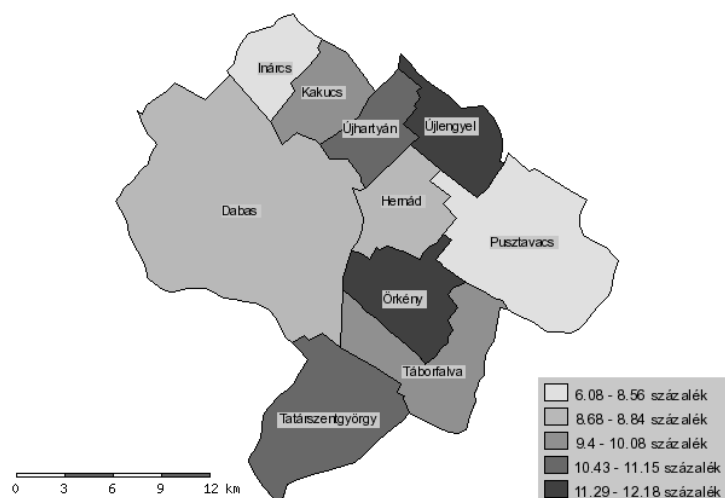 Inárcs
Kakucs
Újhartyán
Újlengyel
Dabas
Hernád
Pusztavacs
Örkény
Táborfalva
Tatárszentgyörgy
6.08 - 8.56 százalék
8.68 - 8.84 százalék
9.4 - 10.08 százalék
10.43 - 11.15 százalék
11.29 - 12.18 százalék
0 3 6 9 12 km